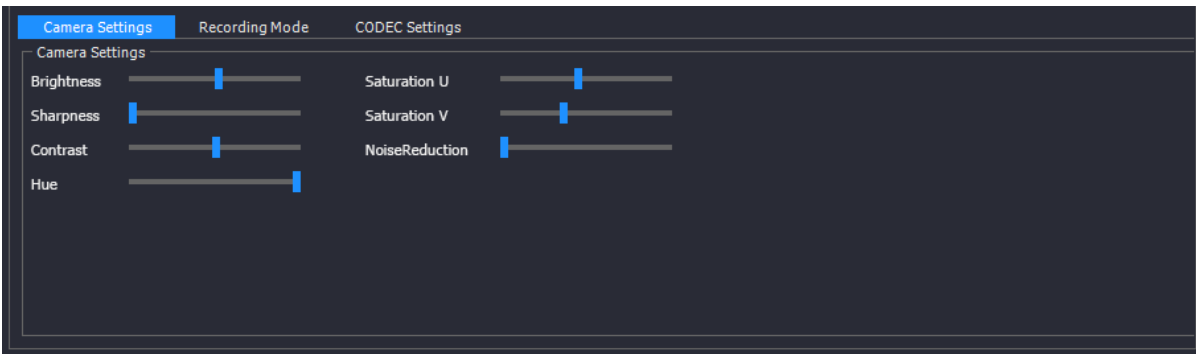 Camera Settings Recording Mode CODEC Settings
Camera Settings
Brightness Saturation U
Sharpness Saturation V
Contrast NoiseReduction
Hue